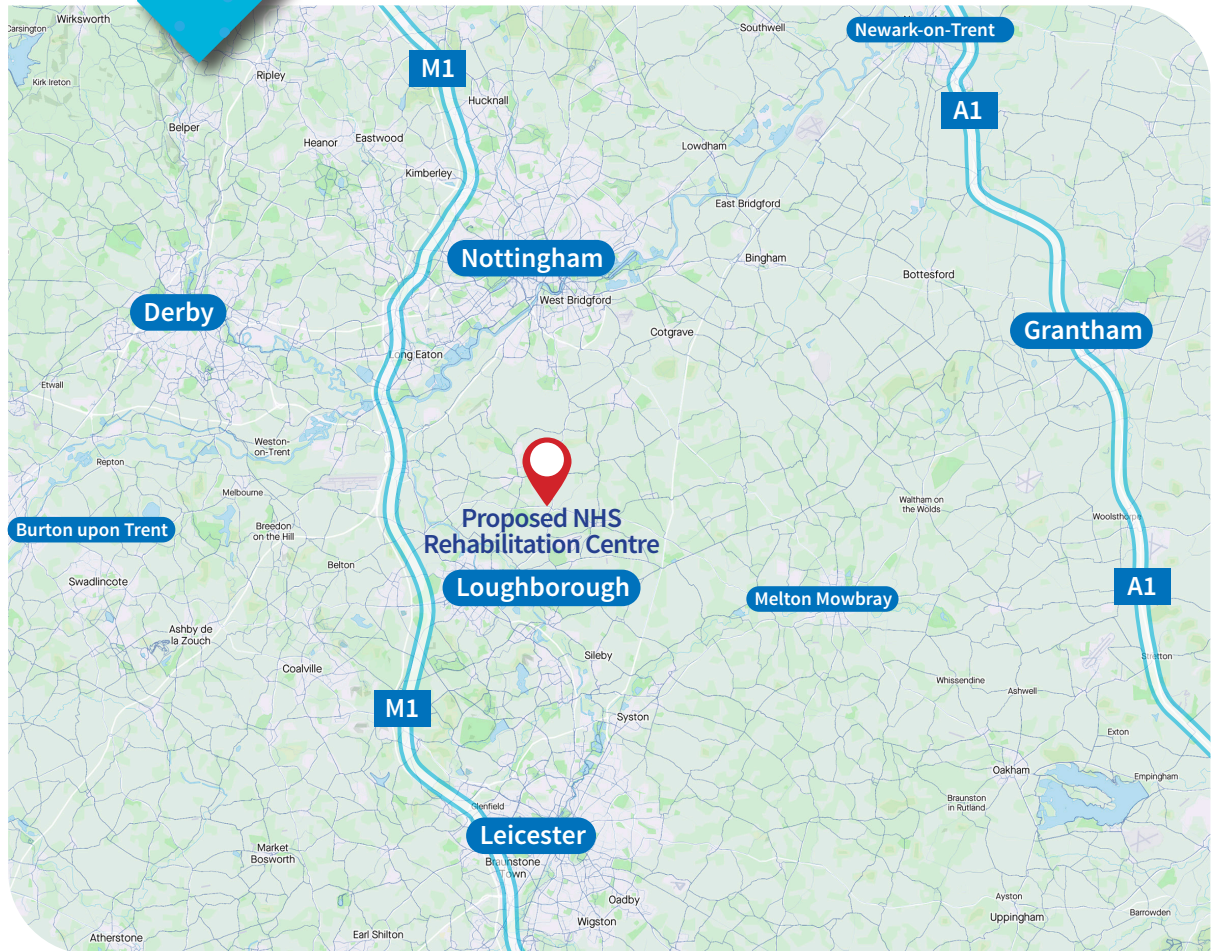 Wirksworth
Carsington
Southwell
Newark-on-Trent
M1
Kirk Ireton
Ripley
Hucknall
A1
Belper
Heanor
Eastwood
Lowdham
Kimberley
East Bridgford
Nottingham
Bingham
Bottesford
Derby
West Bridgford
Cotgrave
Grantham
Long Eaton
Etwall
Weston-
on-Trent
Repton
Melbourne
Waltham on
the Wolds
Proposed NHS
Rehabilitation Centre
Woolsthorpe
Burton upon Trent
Breedon
on the Hill
Belton
Swadlincote
Loughborough
Melton Mowbray
A1
Ashby de
la Zouch
Sileby
Stretton
Coalville
Whissendine
Ashwell
M1
Syston
Exton
Oakham
Empingham
Braunston
in Rutland
Glenfield
Leicester
Market
Bosworth
Braunstone
Town
Oadby
Ayston
Uppingham
Barrowden
Wigston
Earl Shilton
Atherstone